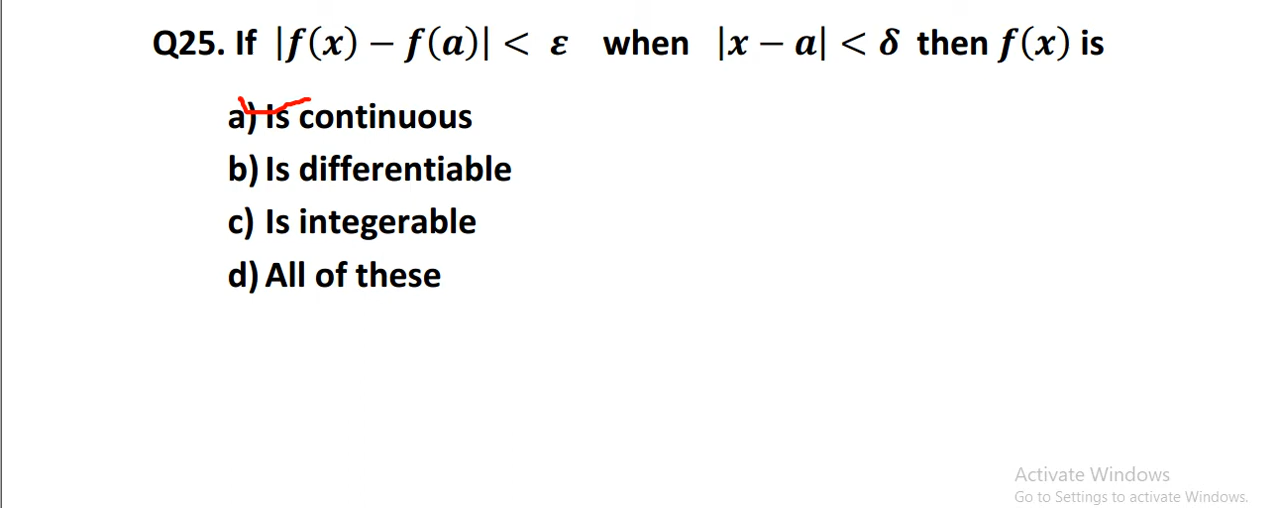 Q25. If |f(x) − f(a)| < ε when |x − a| < δ then f(x) is
a) Is continuous
b) Is differentiable
c) Is integerable
d) All of these
Activate Windows
Go to Settings to activate Windows.